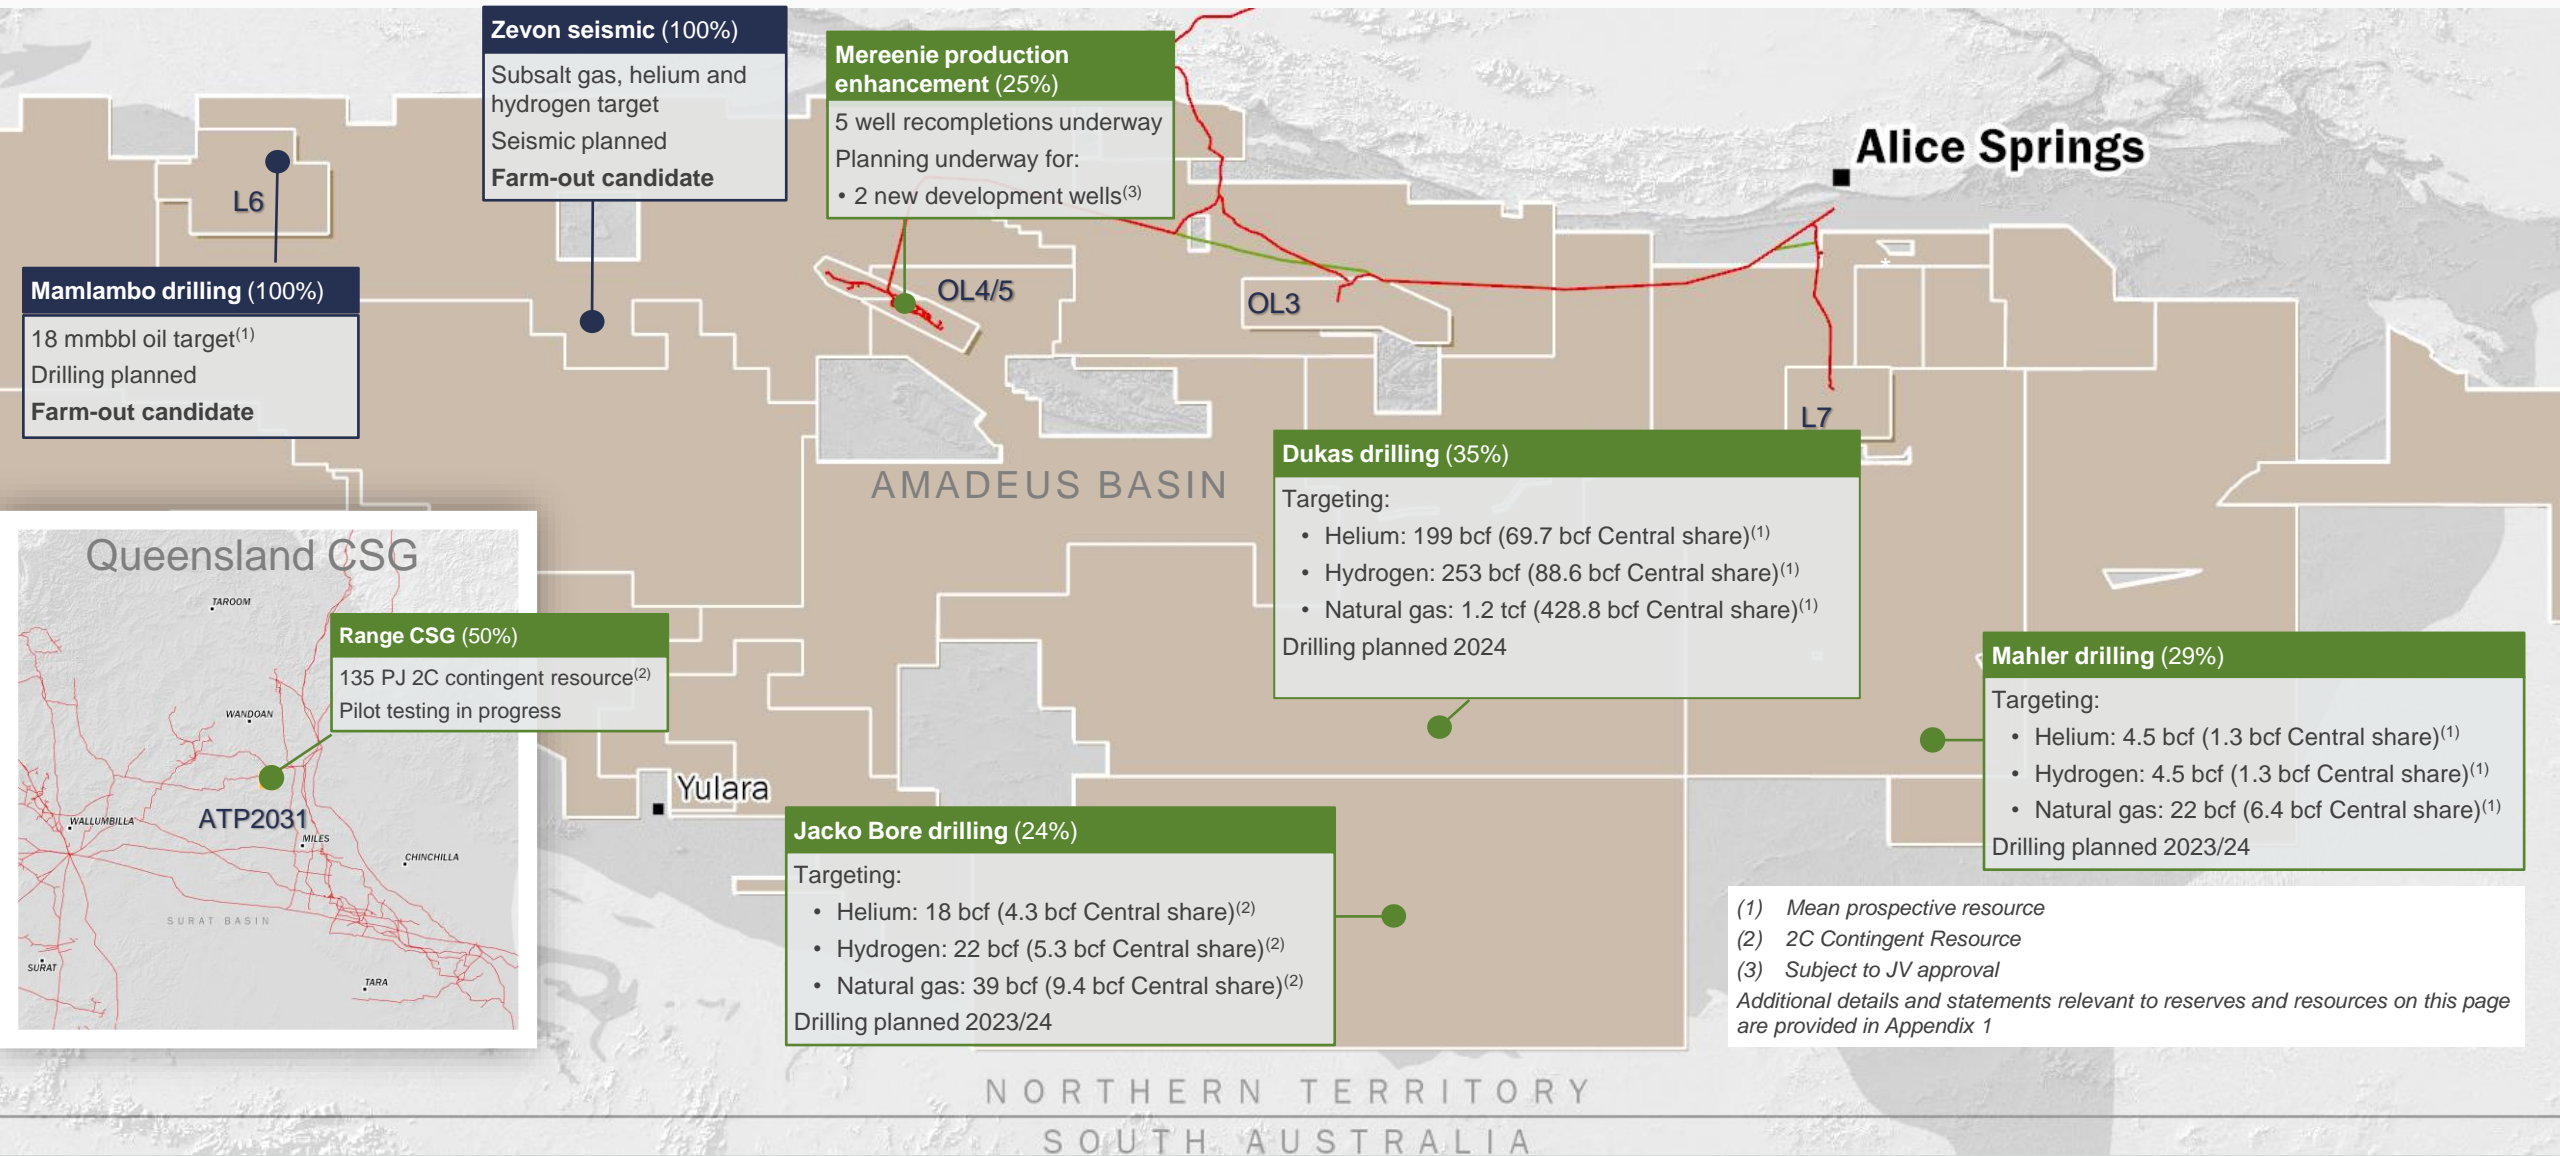 Zevon seismic (100%)
Subsalt gas, helium and
hydrogen target
Seismic planned
Farm-out candidate
Mereenie production
enhancement (25%)
5 well recompletions underway
Planning underway for:
• 2 new development wells(3)
Alice Springs
L6
Mamlambo drilling (100%)
18 mmbbl oil target(1)
Drilling planned
Farm-out candidate
OL4/5
OL3
*
L7
AMADEUS BASIN
Dukas drilling (35%)
Targeting:
• Helium: 199 bcf (69.7 bcf Central share)(1)
• Hydrogen: 253 bcf (88.6 bcf Central share)(1)
• Natural gas: 1.2 tcf (428.8 bcf Central share)(1)
Drilling planned 2024
Queensland CSG
TAROOM
Range CSG (50%)
135 PJ 2C contingent resource(2)
Pilot testing in progress
WANDOAN
ATP2031
WALLUMBILLA
MILES
CHINCHILLA
SURAT BASIN
SURAT
TARA
Yulara
Mahler drilling (29%)
Targeting:
• Helium: 4.5 bcf (1.3 bcf Central share)(1)
• Hydrogen: 4.5 bcf (1.3 bcf Central share)(1)
• Natural gas: 22 bcf (6.4 bcf Central share)(1)
Drilling planned 2023/24
Jacko Bore drilling (24%)
Targeting:
• Helium: 18 bcf (4.3 bcf Central share)(2)
• Hydrogen: 22 bcf (5.3 bcf Central share)(2)
• Natural gas: 39 bcf (9.4 bcf Central share)(2)
Drilling planned 2023/24
(1) Mean prospective resource
(2) 2C Contingent Resource
(3) Subject to JV approval
Additional details and statements relevant to reserves and resources on this page
are provided in Appendix 1
NORTHERN TERRITORY
SOUTH AUSTRALIA